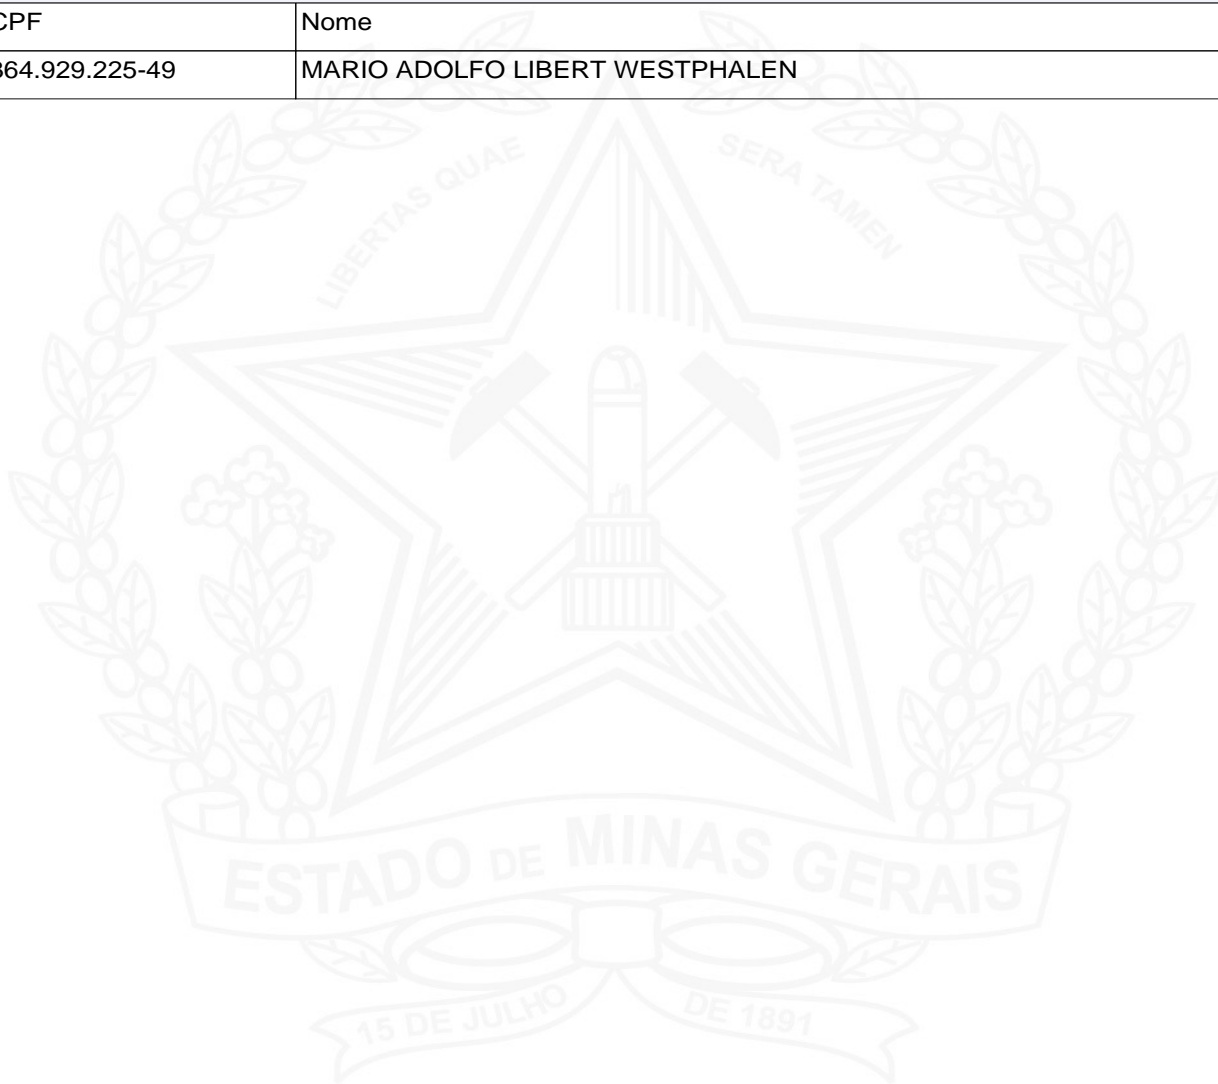 CPF Nome
364.929.225-49 MARIO ADOLFO LIBERT WESTPHALEN
LIBERTAS QUAE SERA TAMEN
ESTADO DE MINAS GERAIS
15 DE JULHO DE 1891